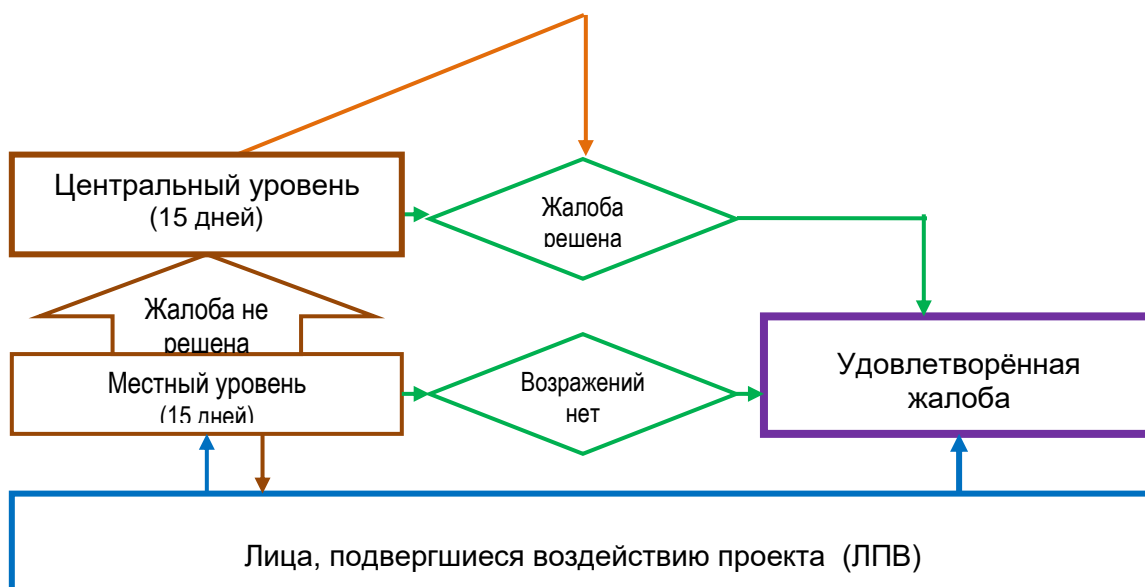 Центральный уровень
(15 дней)
Жалоба
решена
Жалоба не
решена
Местный уровень
(15 дней)
Возражений
нет
Удовлетворённая
жалоба
Лица, подвергшиеся воздействию проекта (ЛПВ)